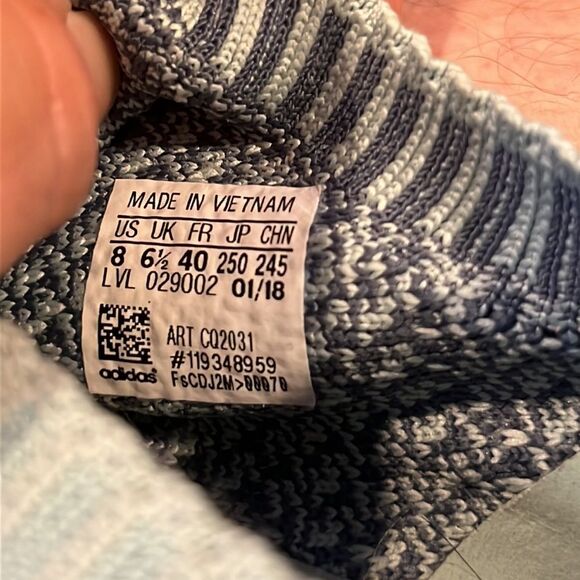 MADE IN VIETNAM
US UK FR JP CHN
8 6½ 40 250 245
LVL 029002 01/18
ART CQ2031
#119348959
adidas FsCDJ2M>00070